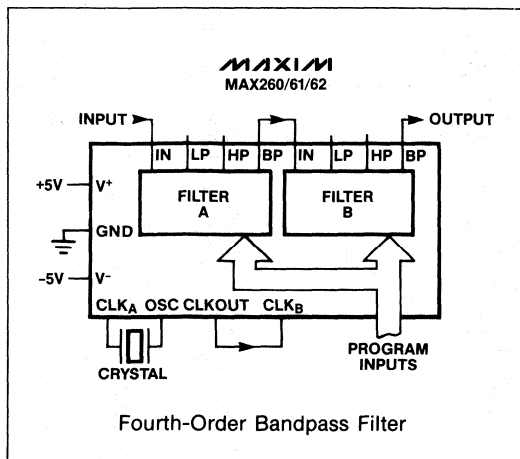 MAXIM
MAX260/61/62
INPUT OUTPUT
IN LP HP BP IN LP HP BP
+5V V+
FILTER A
FILTER B
GND
-5V V-
CLKA OSC CLKOUT CLKB
CRYSTAL
PROGRAM
INPUTS
Fourth-Order Bandpass Filter